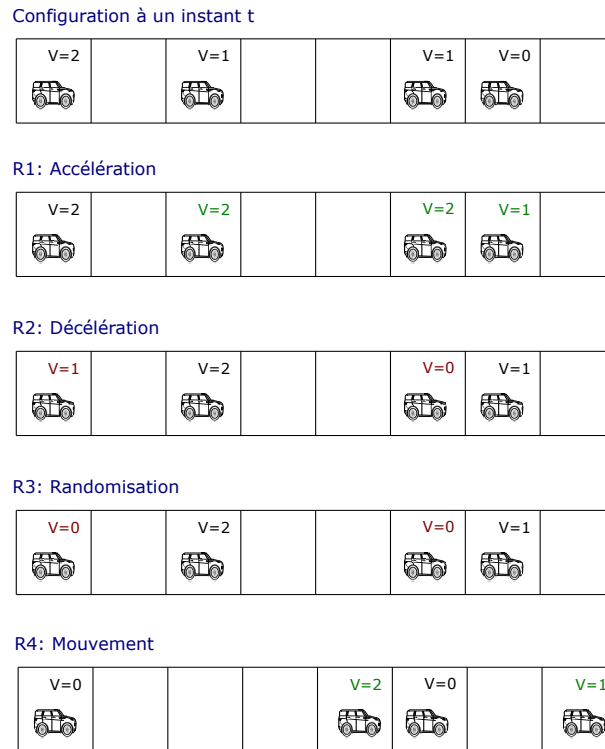 Configuration à un instant t
V=2 V=1 V=1 V=0
R1: Accélération
V=2 V=2 V=2 V=1
R2: Décélération
V=1 V=2 V=0 V=1
R3: Randomisation
V=0 V=2 V=0 V=1
R4: Mouvement
V=0 V=2 V=0 V=1